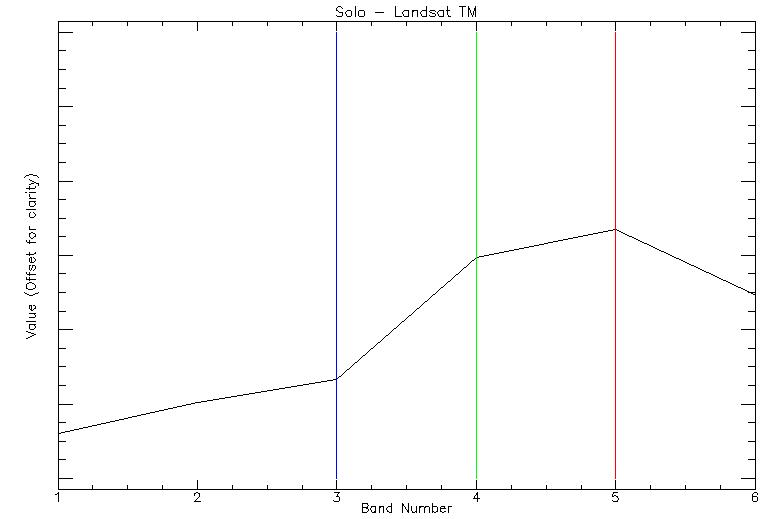 Solo – Landsat TM
Value (Offset for clarity)
1 2 3 4 5 6
Band Number